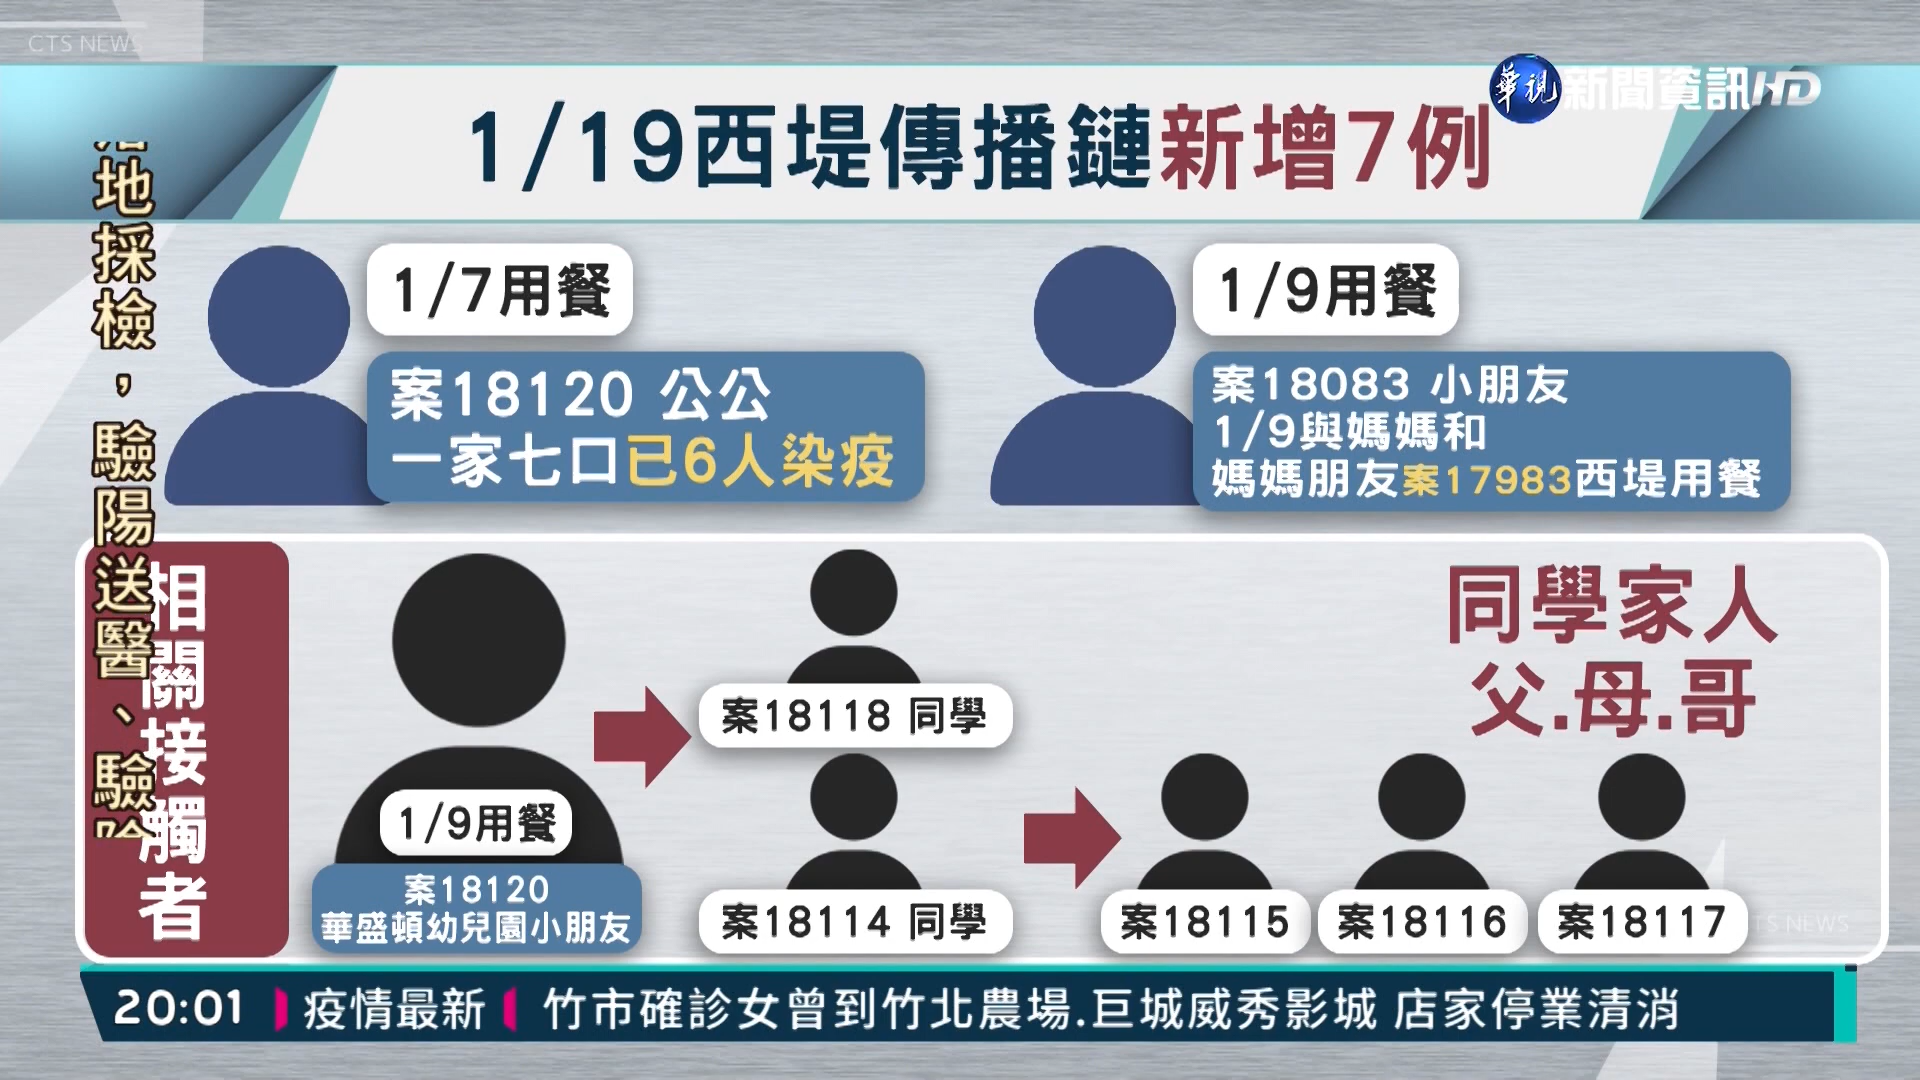 CTS NEWS
華視 新聞資訊HD
1/19西堤傳播鏈新增7例
地採檢，驗陽送醫、驗
1/7用餐
案18120 公公
一家七口已6人染疫
1/9用餐
案18083 小朋友
1/9與媽媽和
媽媽朋友案17983西堤用餐
相關接觸者
1/9用餐
案18120
華盛頓幼兒園小朋友
案18118 同學
案18114 同學
同學家人
父.母.哥
案18115
案18116
案18117
TS NEWS
20:01 疫情最新 竹市確診女曾到竹北農場.巨城威秀影城 店家停業清消